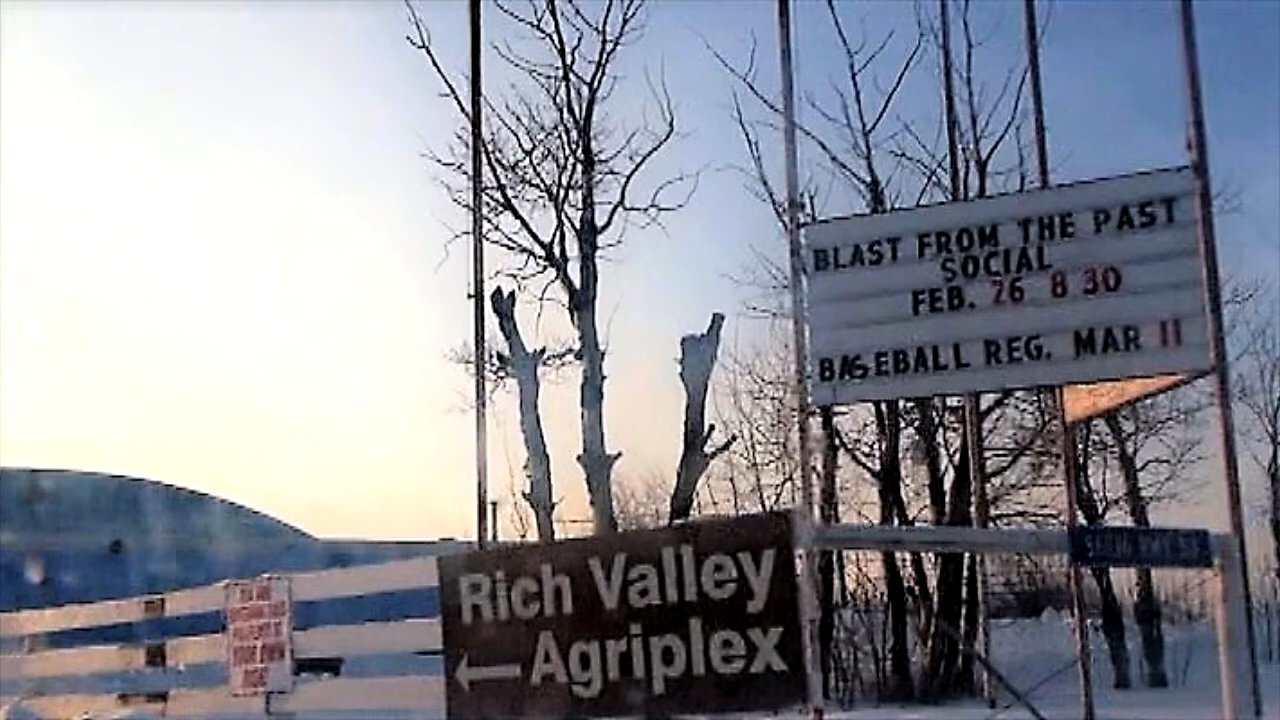 BLAST FROM THE PAST
SOCIAL
FEB. 26 8 30
BASEBALL REG. MAR 11
Rich Valley
←Agriplex